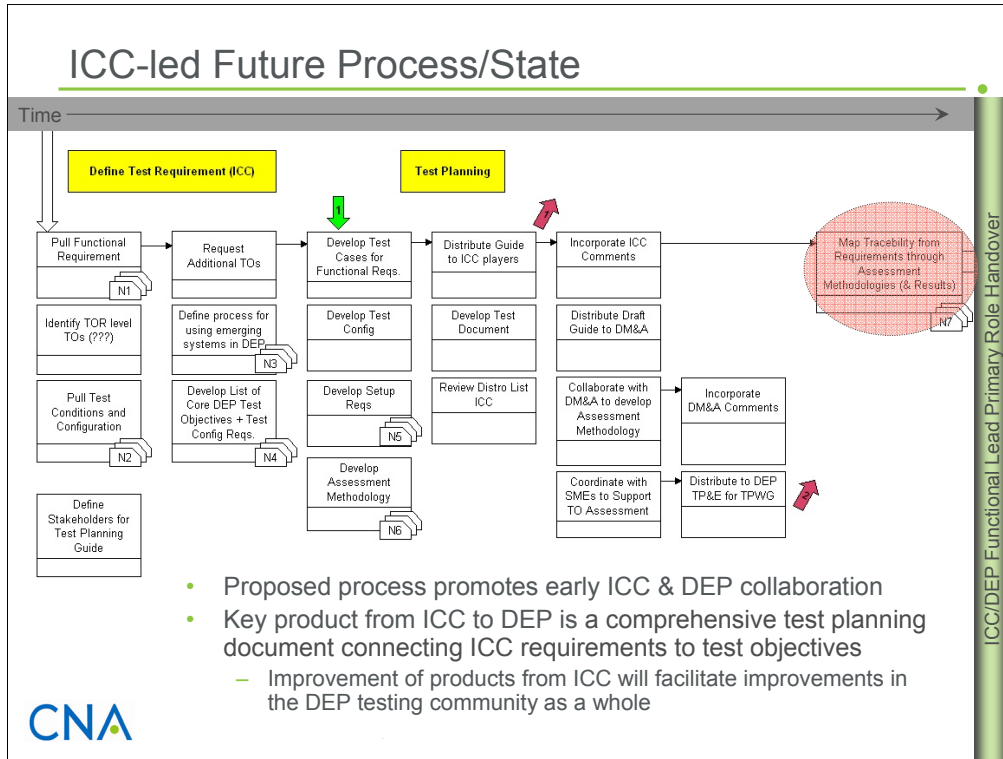 ICC-led Future Process/State
Time
Define Test Requirement (ICC)
Test Planning
1
1
Pull Functional
Requirement
N1
Request
Additional TOs
Develop Test
Cases for
Functional Reqs.
Distribute Guide
to ICC players
Incorporate ICC
Comments
Map Tracebility from
Requirements through
Assessment
Methodologies (& Results)
N7
Identify TOR level
TOs (???)
Define process for
using emerging
systems in DEP
N3
Develop Test
Config
Develop Test
Document
Distribute Draft
Guide to DM&A
Pull Test
Conditions and
Configuration
N2
Develop List of
Core DEP Test
Objectives + Test
Config Reqs.
N4
Develop Setup
Reqs
N5
Review Distro List
ICC
Collaborate with
DM&A to develop
Assessment
Methodology
Incorporate
DM&A Comments
Define
Stakeholders for
Test Planning
Guide
Develop
Assessment
Methodology
N6
Coordinate with
SMEs to Support
TO Assessment
Distribute to DEP
TP&E for TPWG
2
ICC/DEP Functional Lead Primary Role Handover
• Proposed process promotes early ICC & DEP collaboration
• Key product from ICC to DEP is a comprehensive test planning
document connecting ICC requirements to test objectives
– Improvement of products from ICC will facilitate improvements in
the DEP testing community as a whole
CNA